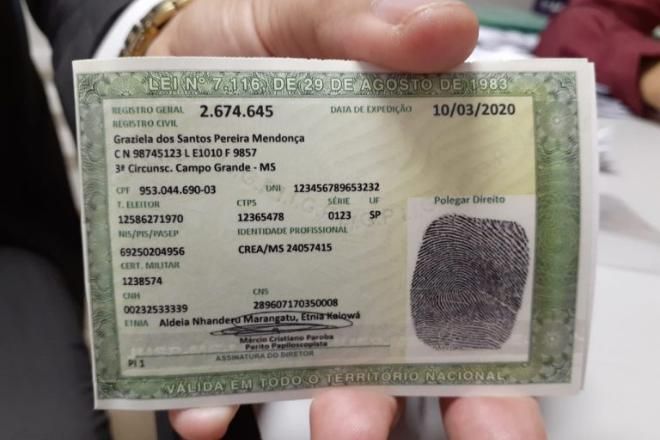 LEI Nº 7.116, DE 29 DE AGOSTO DE 1983
REGISTRO GERAL 2.674.645 DATA DE EXPEDIÇÃO 10/03/2020
REGISTRO CIVIL
Graziela dos Santos Pereira Mendonça
C N 98745123 L E1010 F 9857
3ª Circunsc. Campo Grande - MS
CPF 953.044.690-03 DNI 123456789653232
T. ELEITOR CTPS SÉRIE UF Polegar Direito
12586271970 12365478 0123 SP
NIS/PIS/PASEP IDENTIDADE PROFISSIONAL
69250204956 CREA/MS 24057415
CERT. MILITAR
1238574
CNH CNS
00232533339 289607170350008
ETNIA Aldeia Nhanderu Marangatu, Etnia Keiowá
Márcio Cristiano Paroba
Perito Papiloscopista
PI 1 ASSINATURA DO DIRETOR
VÁLIDA EM TODO O TERRITÓRIO NACIONAL